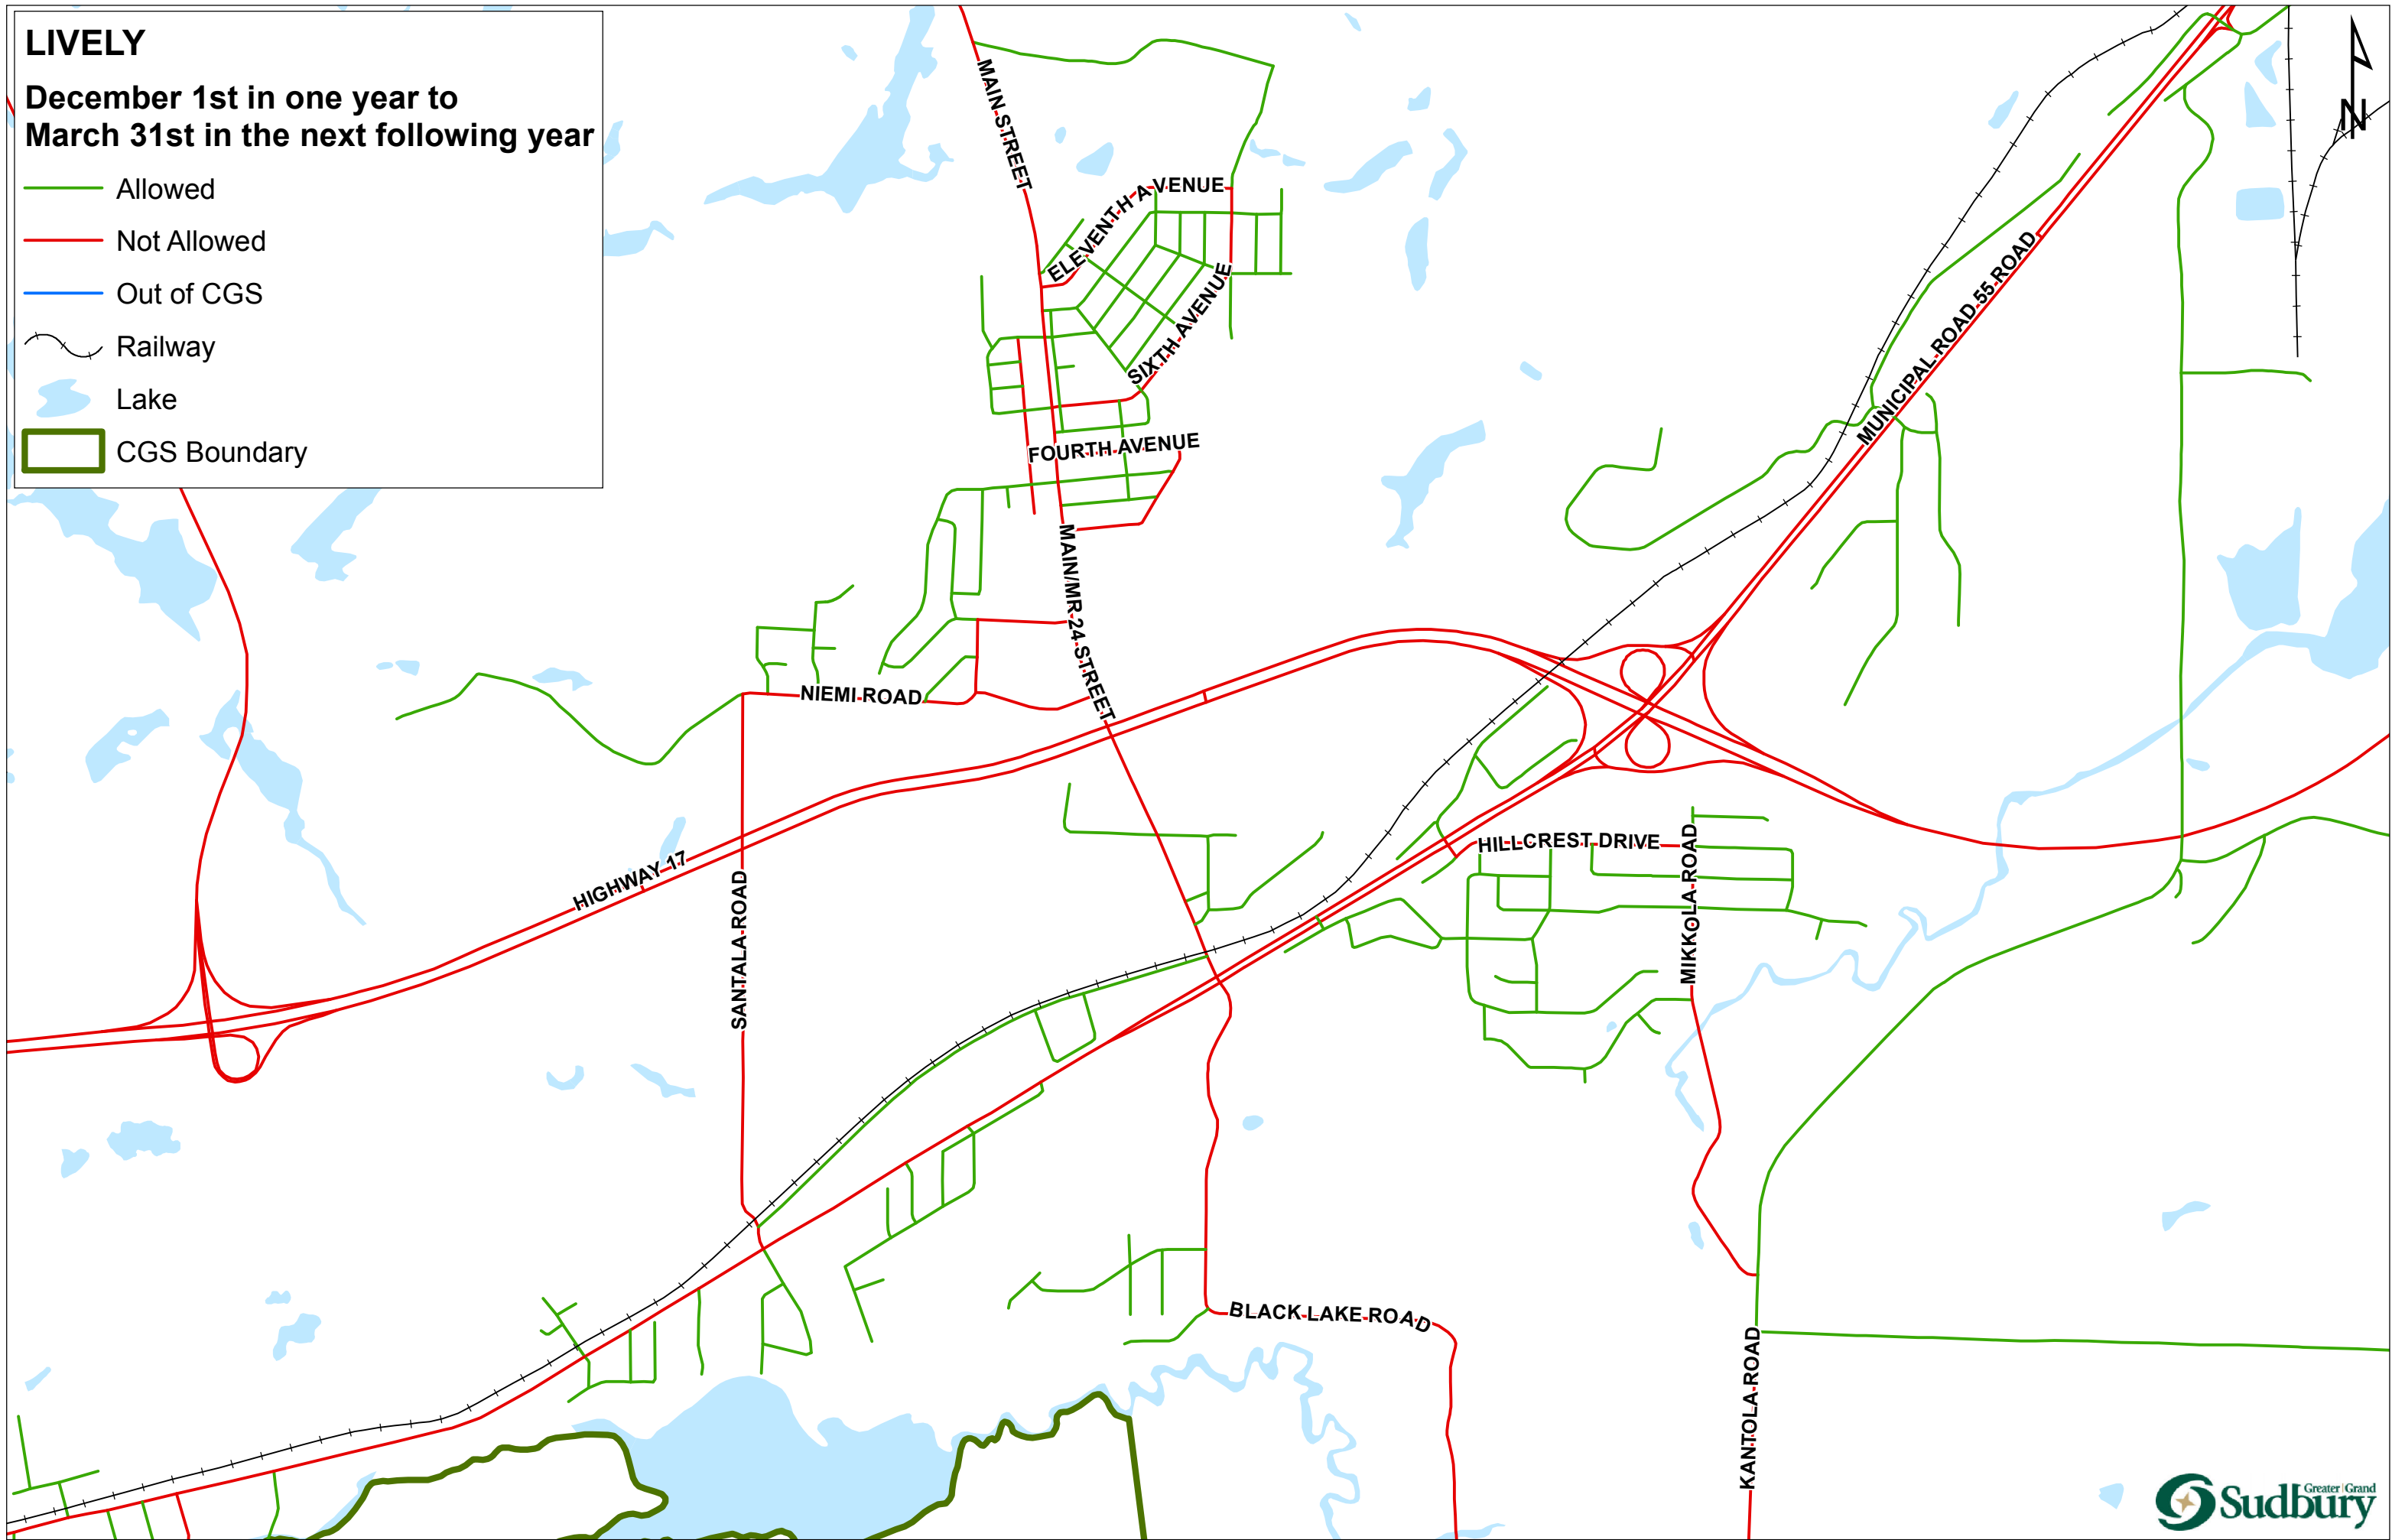 LIVELY
December 1st in one year to
March 31st in the next following year
Allowed
Not Allowed
Out of CGS
Railway
Lake
CGS Boundary
N
MAIN STREET
ELEVENTH AVENUE
SIXTH AVENUE
FOURTH AVENUE
MUNICIPAL ROAD 55 ROAD
MAIN/MR 24 STREET
NIEMI ROAD
HIGHWAY 17
SANTALA ROAD
HILLCREST DRIVE
MIKKOLA ROAD
BLACK LAKE ROAD
KANTOLA ROAD
Greater Grand
Sudbury